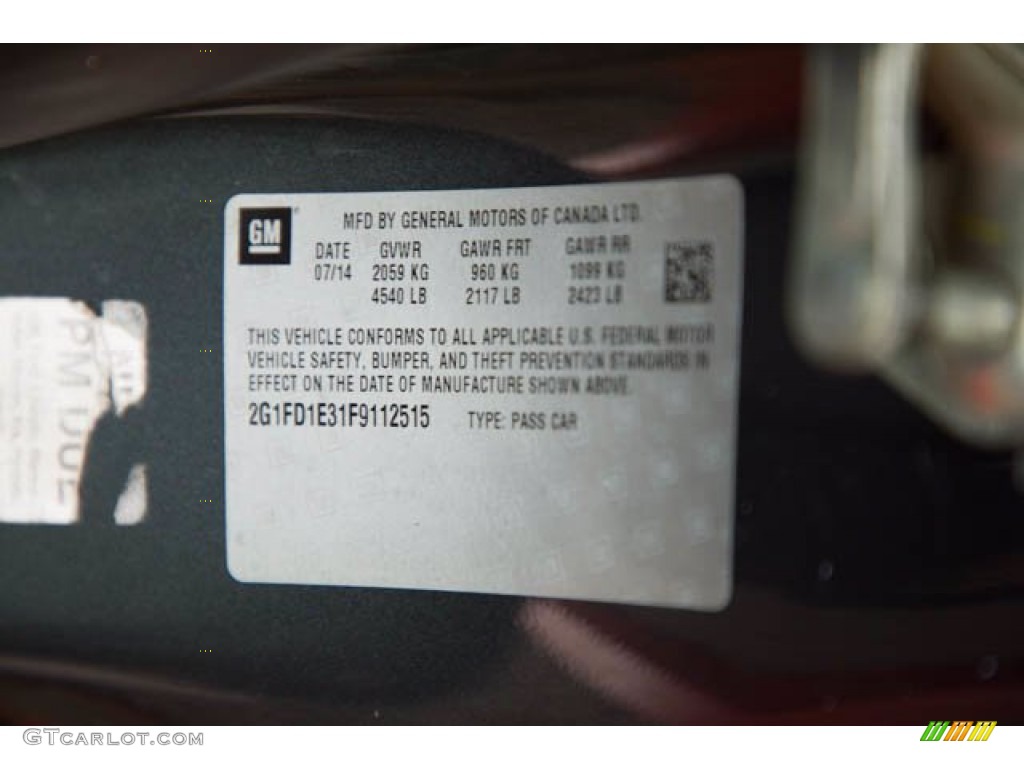 GM
MFD BY GENERAL MOTORS OF CANADA LTD.
DATE GVWR GAWR FRT GAWR RR
07/14 2059 KG 960 KG 1099 KG
4540 LB 2117 LB 2423 LB
THIS VEHICLE CONFORMS TO ALL APPLICABLE U.S. FEDERAL MOTOR
VEHICLE SAFETY, BUMPER, AND THEFT PREVENTION STANDARDS IN
EFFECT ON THE DATE OF MANUFACTURE SHOWN ABOVE.
2G1FD1E31F9112515 TYPE: PASS CAR
GTCarlot.com